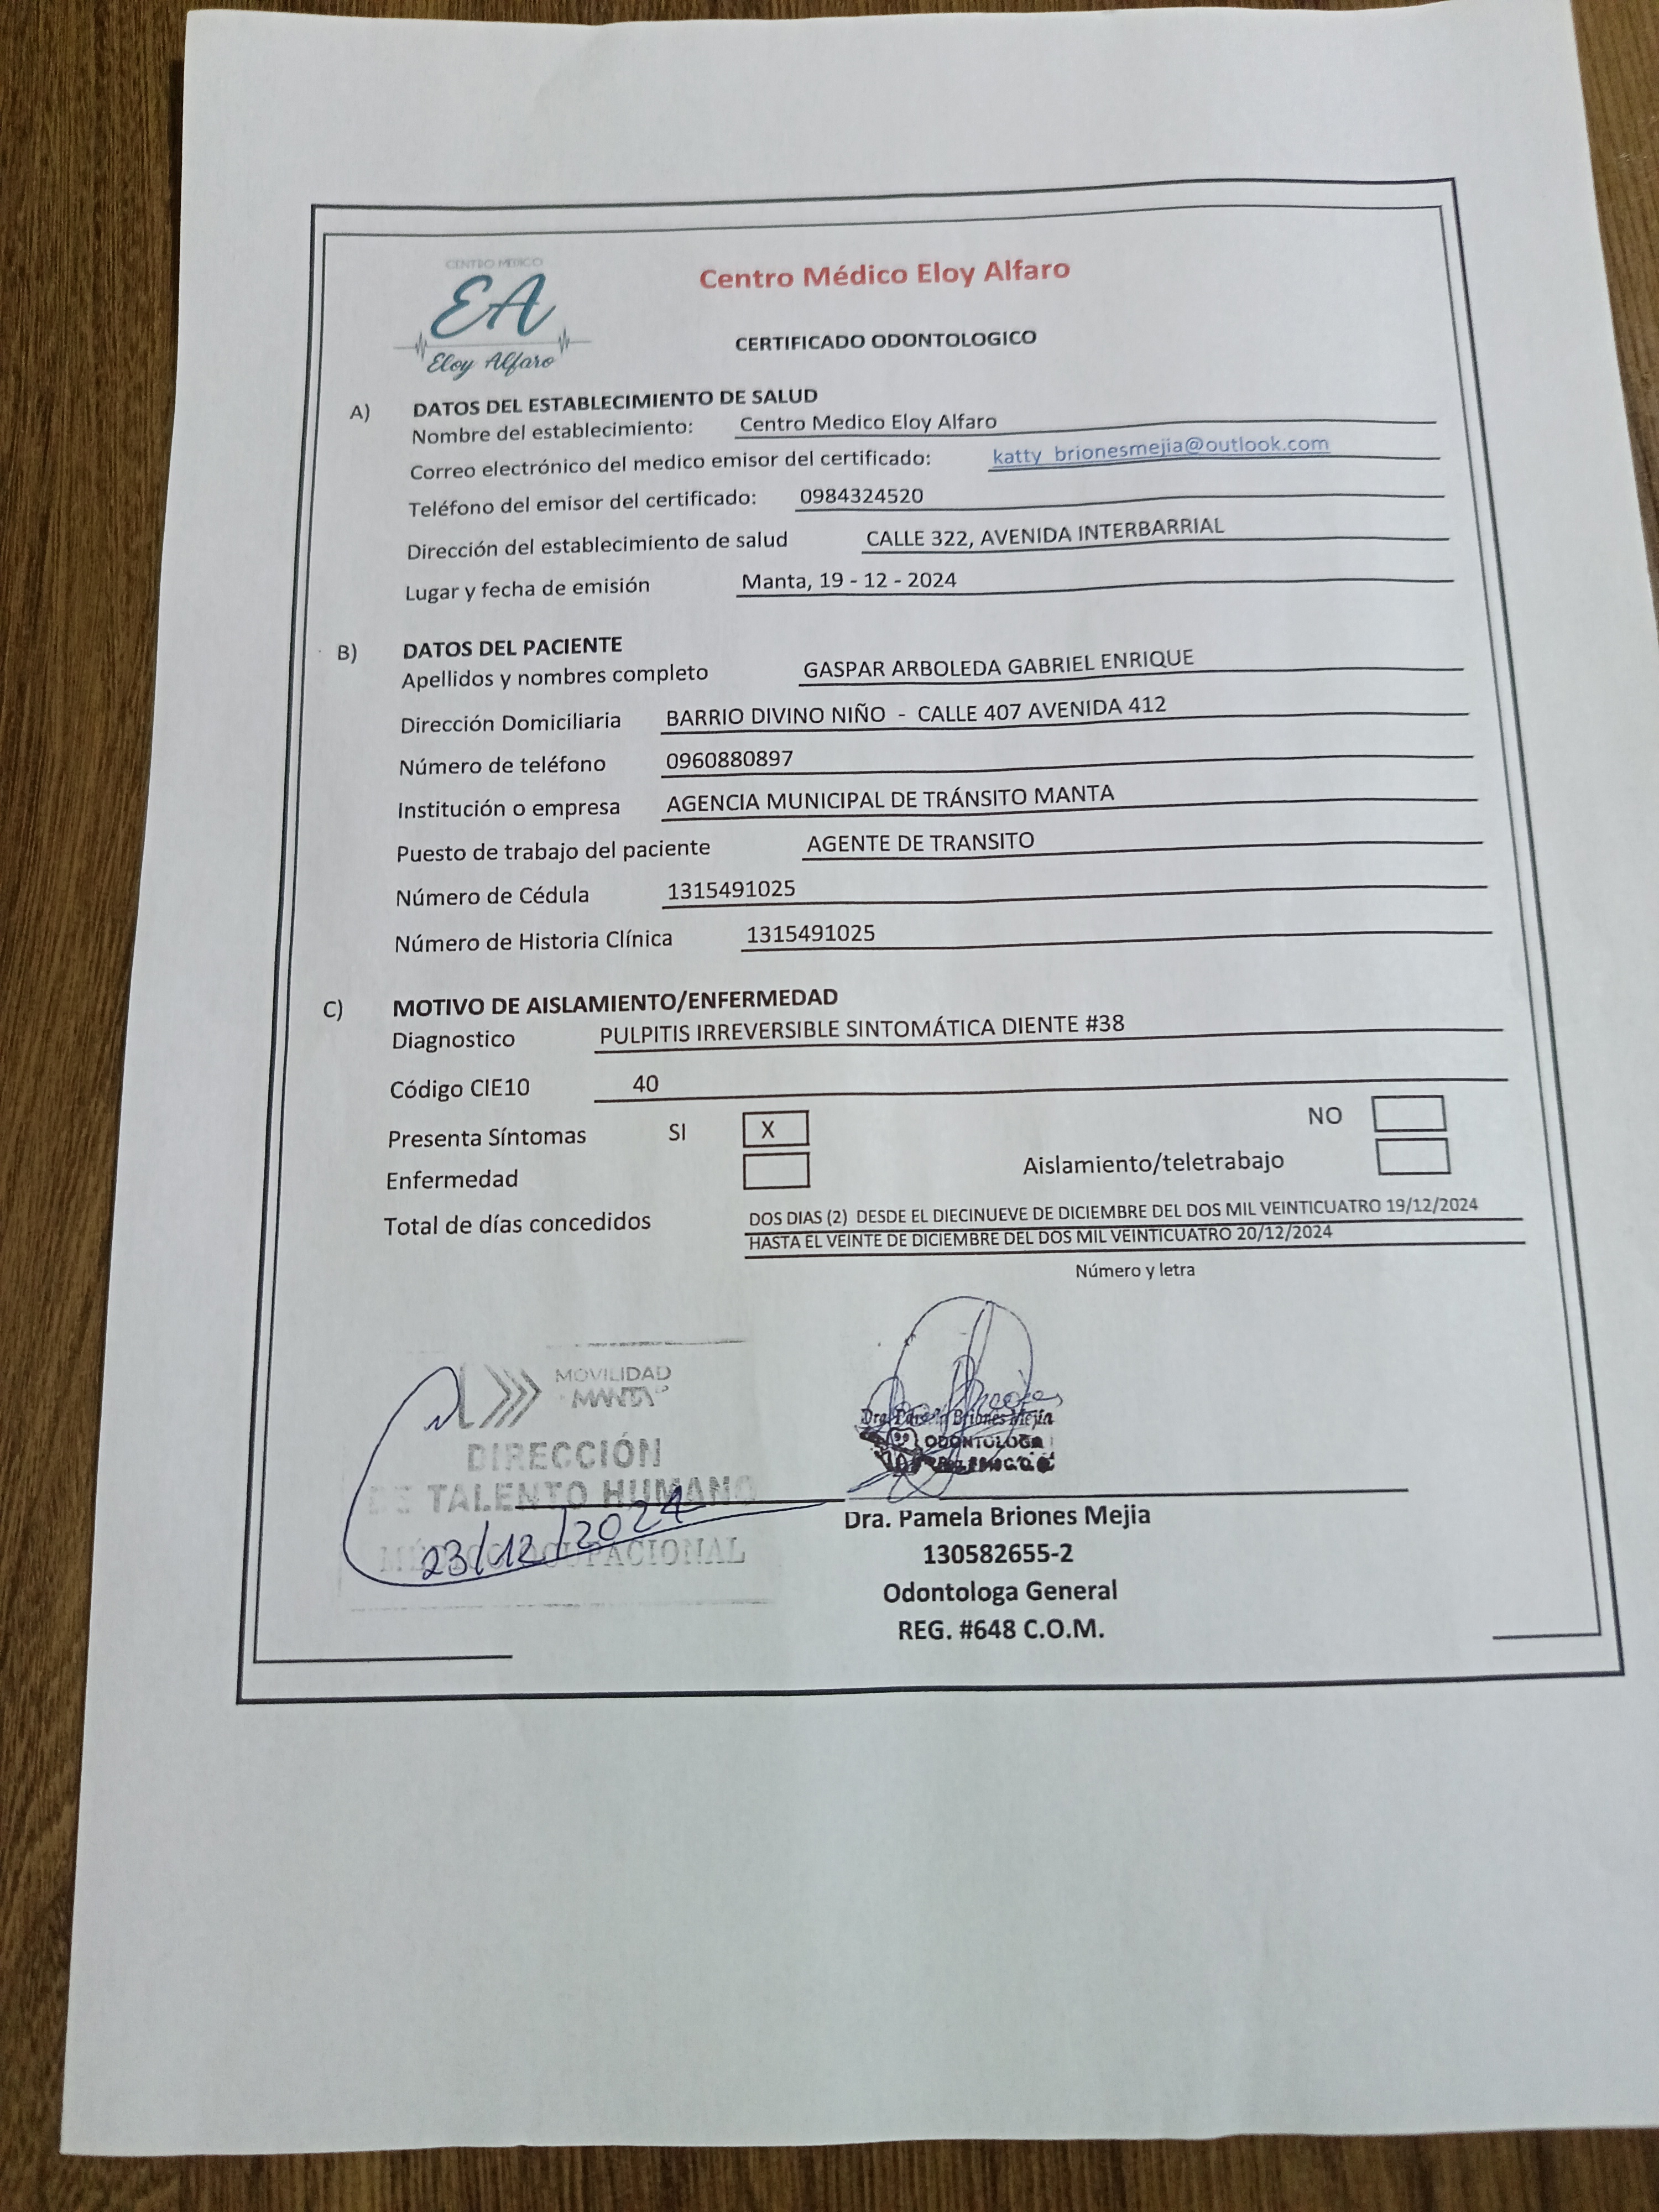 CENTRO MEDICO
EA
Eloy Alfaro
Centro Médico Eloy Alfaro
CERTIFICADO ODONTOLOGICO
A) DATOS DEL ESTABLECIMIENTO DE SALUD
Nombre del establecimiento: Centro Medico Eloy Alfaro
Correo electrónico del medico emisor del certificado: katty_brionesmejia@outlook.com
Teléfono del emisor del certificado: 0984324520
Dirección del establecimiento de salud CALLE 322, AVENIDA INTERBARRIAL
Lugar y fecha de emisión Manta, 19 - 12 - 2024
B) DATOS DEL PACIENTE
Apellidos y nombres completo GASPAR ARBOLEDA GABRIEL ENRIQUE
Dirección Domiciliaria BARRIO DIVINO NIÑO - CALLE 407 AVENIDA 412
Número de teléfono 0960880897
Institución o empresa AGENCIA MUNICIPAL DE TRÁNSITO MANTA
Puesto de trabajo del paciente AGENTE DE TRANSITO
Número de Cédula 1315491025
Número de Historia Clínica 1315491025
C) MOTIVO DE AISLAMIENTO/ENFERMEDAD
Diagnostico PULPITIS IRREVERSIBLE SINTOMÁTICA DIENTE #38
Código CIE10 40
Presenta Síntomas SI X NO
Enfermedad Aislamiento/teletrabajo
Total de días concedidos DOS DIAS (2) DESDE EL DIECINUEVE DE DICIEMBRE DEL DOS MIL VEINTICUATRO 19/12/2024
HASTA EL VEINTE DE DICIEMBRE DEL DOS MIL VEINTICUATRO 20/12/2024
Número y letra
MOVILIDAD
MANTA
DIRECCIÓN
DE TALENTO HUMANO
23/12/2024
MÉDICO OCUPACIONAL
Briones Mejía
ODONTOLOGA
Dra. Pamela Briones Mejia
130582655-2
Odontologa General
REG. #648 C.O.M.